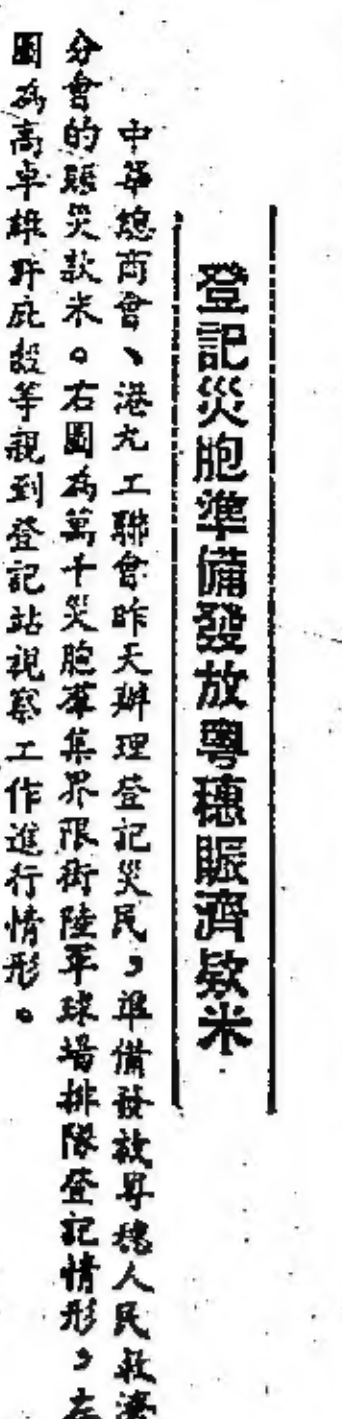 登記災胞準備發放粵穗賑濟欵米
中華總商會、港九工聯會昨天辦理登記災民，準備發放粵穗人民救濟
分會的賑災款米。右圖為萬千災胞羣集界限街陸軍球場排隊登記情形，左
圖為高卓雄許庇穀等親到登記站視察工作進行情形。